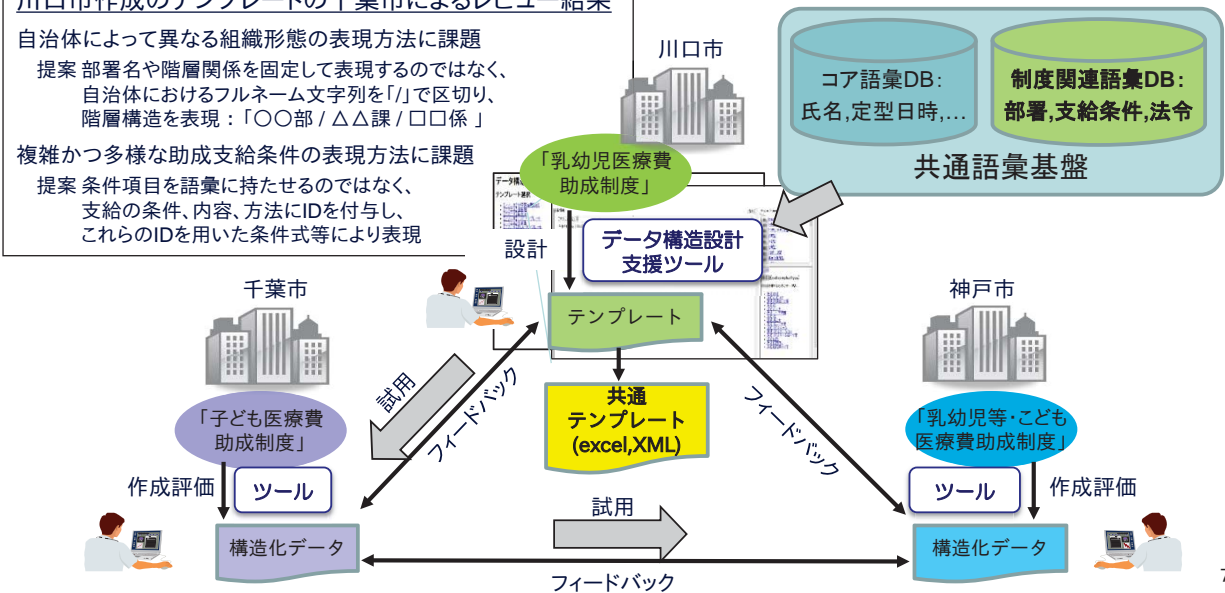 川口市作成のテンプレートの千葉市によるレビュー結果
自治体によって異なる組織形態の表現方法に課題
提案 部署名や階層関係を固定して表現するのではなく、
自治体におけるフルネーム文字列を「/」で区切り、
階層構造を表現 : 「〇〇部 / △△課 / □□係 」
複雑かつ多様な助成支給条件の表現方法に課題
提案 条件項目を語彙に持たせるのではなく、
支給の条件、内容、方法にIDを付与し、
これらのIDを用いた条件式等により表現
川口市
コア語彙DB:
氏名,定型日時,…
制度関連語彙DB:
部署,支給条件,法令
共通語彙基盤
「乳幼児医療費
助成制度」
テンプレート選択
設計
データ構造設計
支援ツール
テンプレート
共通
テンプレート
(excel,XML)
千葉市
「子ども医療費
助成制度」
作成評価
ツール
構造化データ
試用
フィードバック
神戸市
「乳幼児等・こども
医療費助成制度」
ツール
作成評価
構造化データ
フィードバック
試用
フィードバック